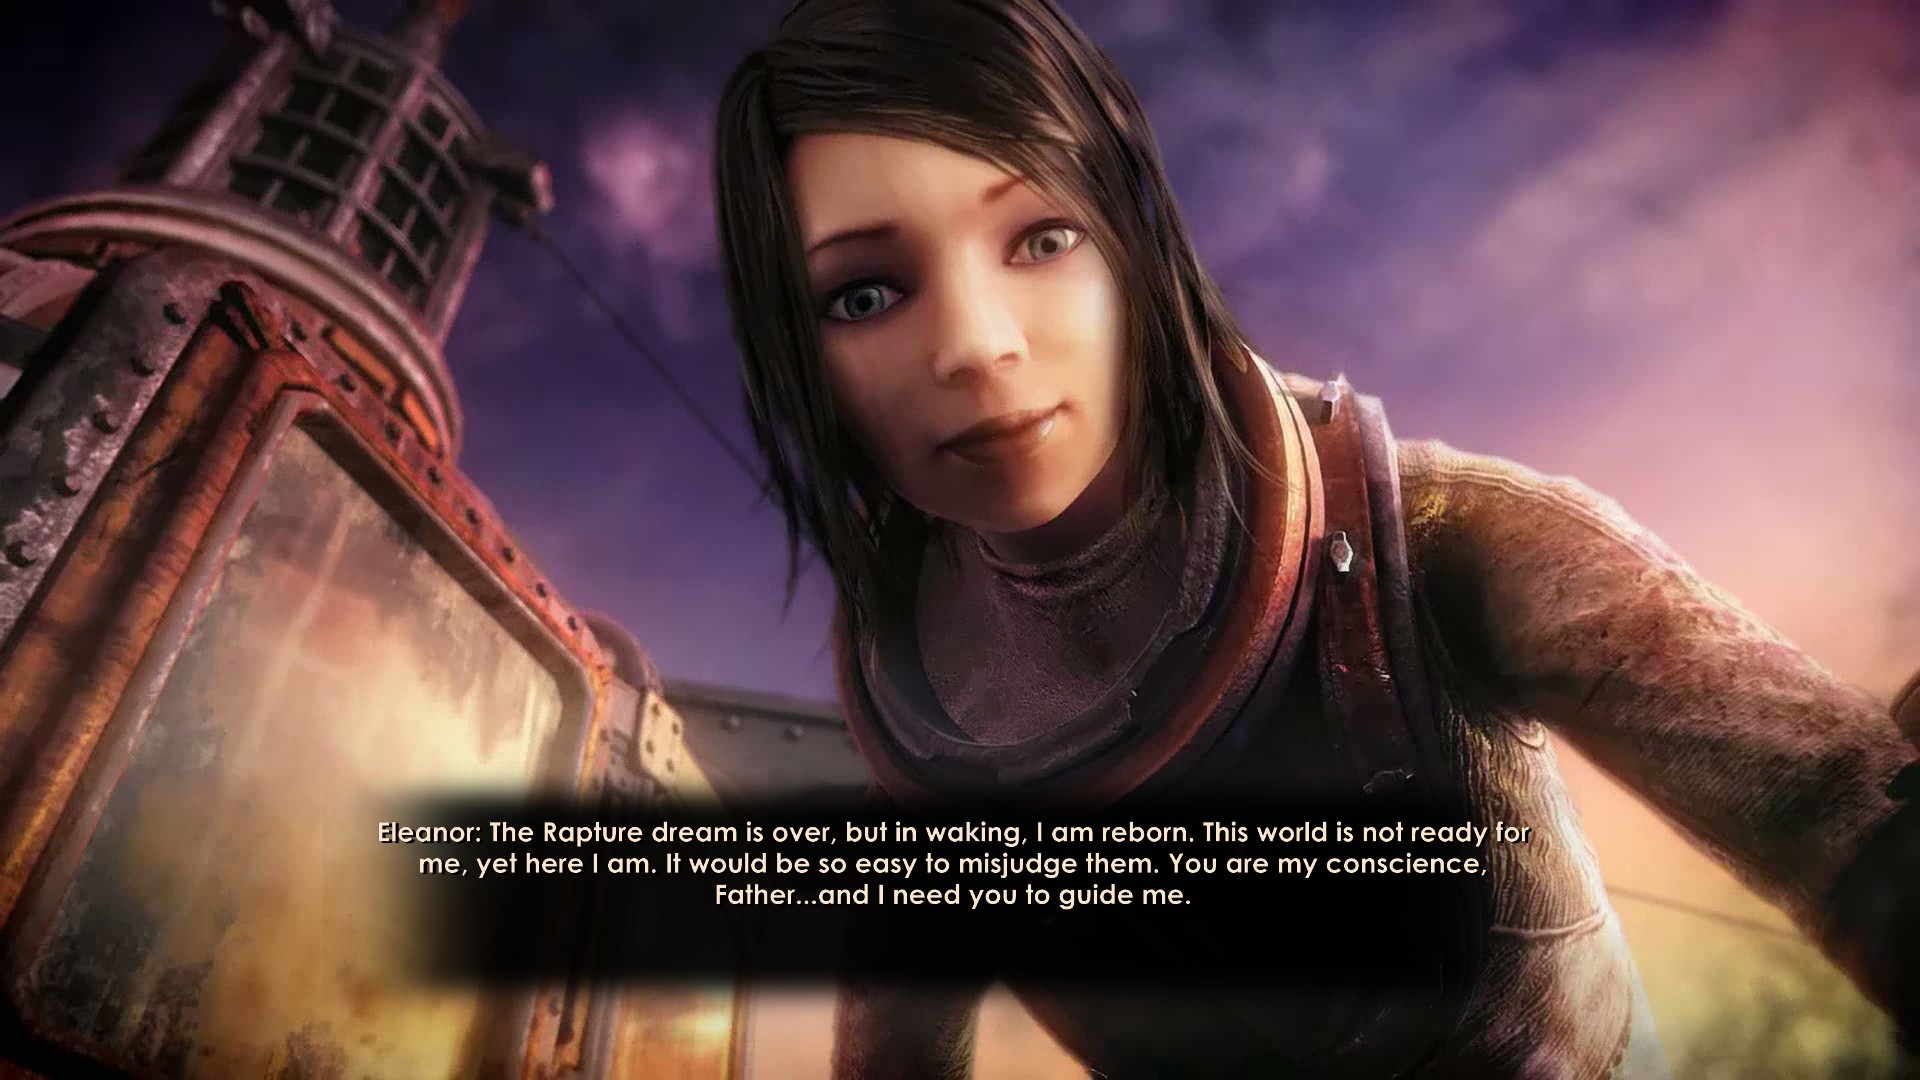 Eleanor: The Rapture dream is over, but in waking, I am reborn. This world is not ready for
me, yet here I am. It would be so easy to misjudge them. You are my conscience,
Father...and I need you to guide me.